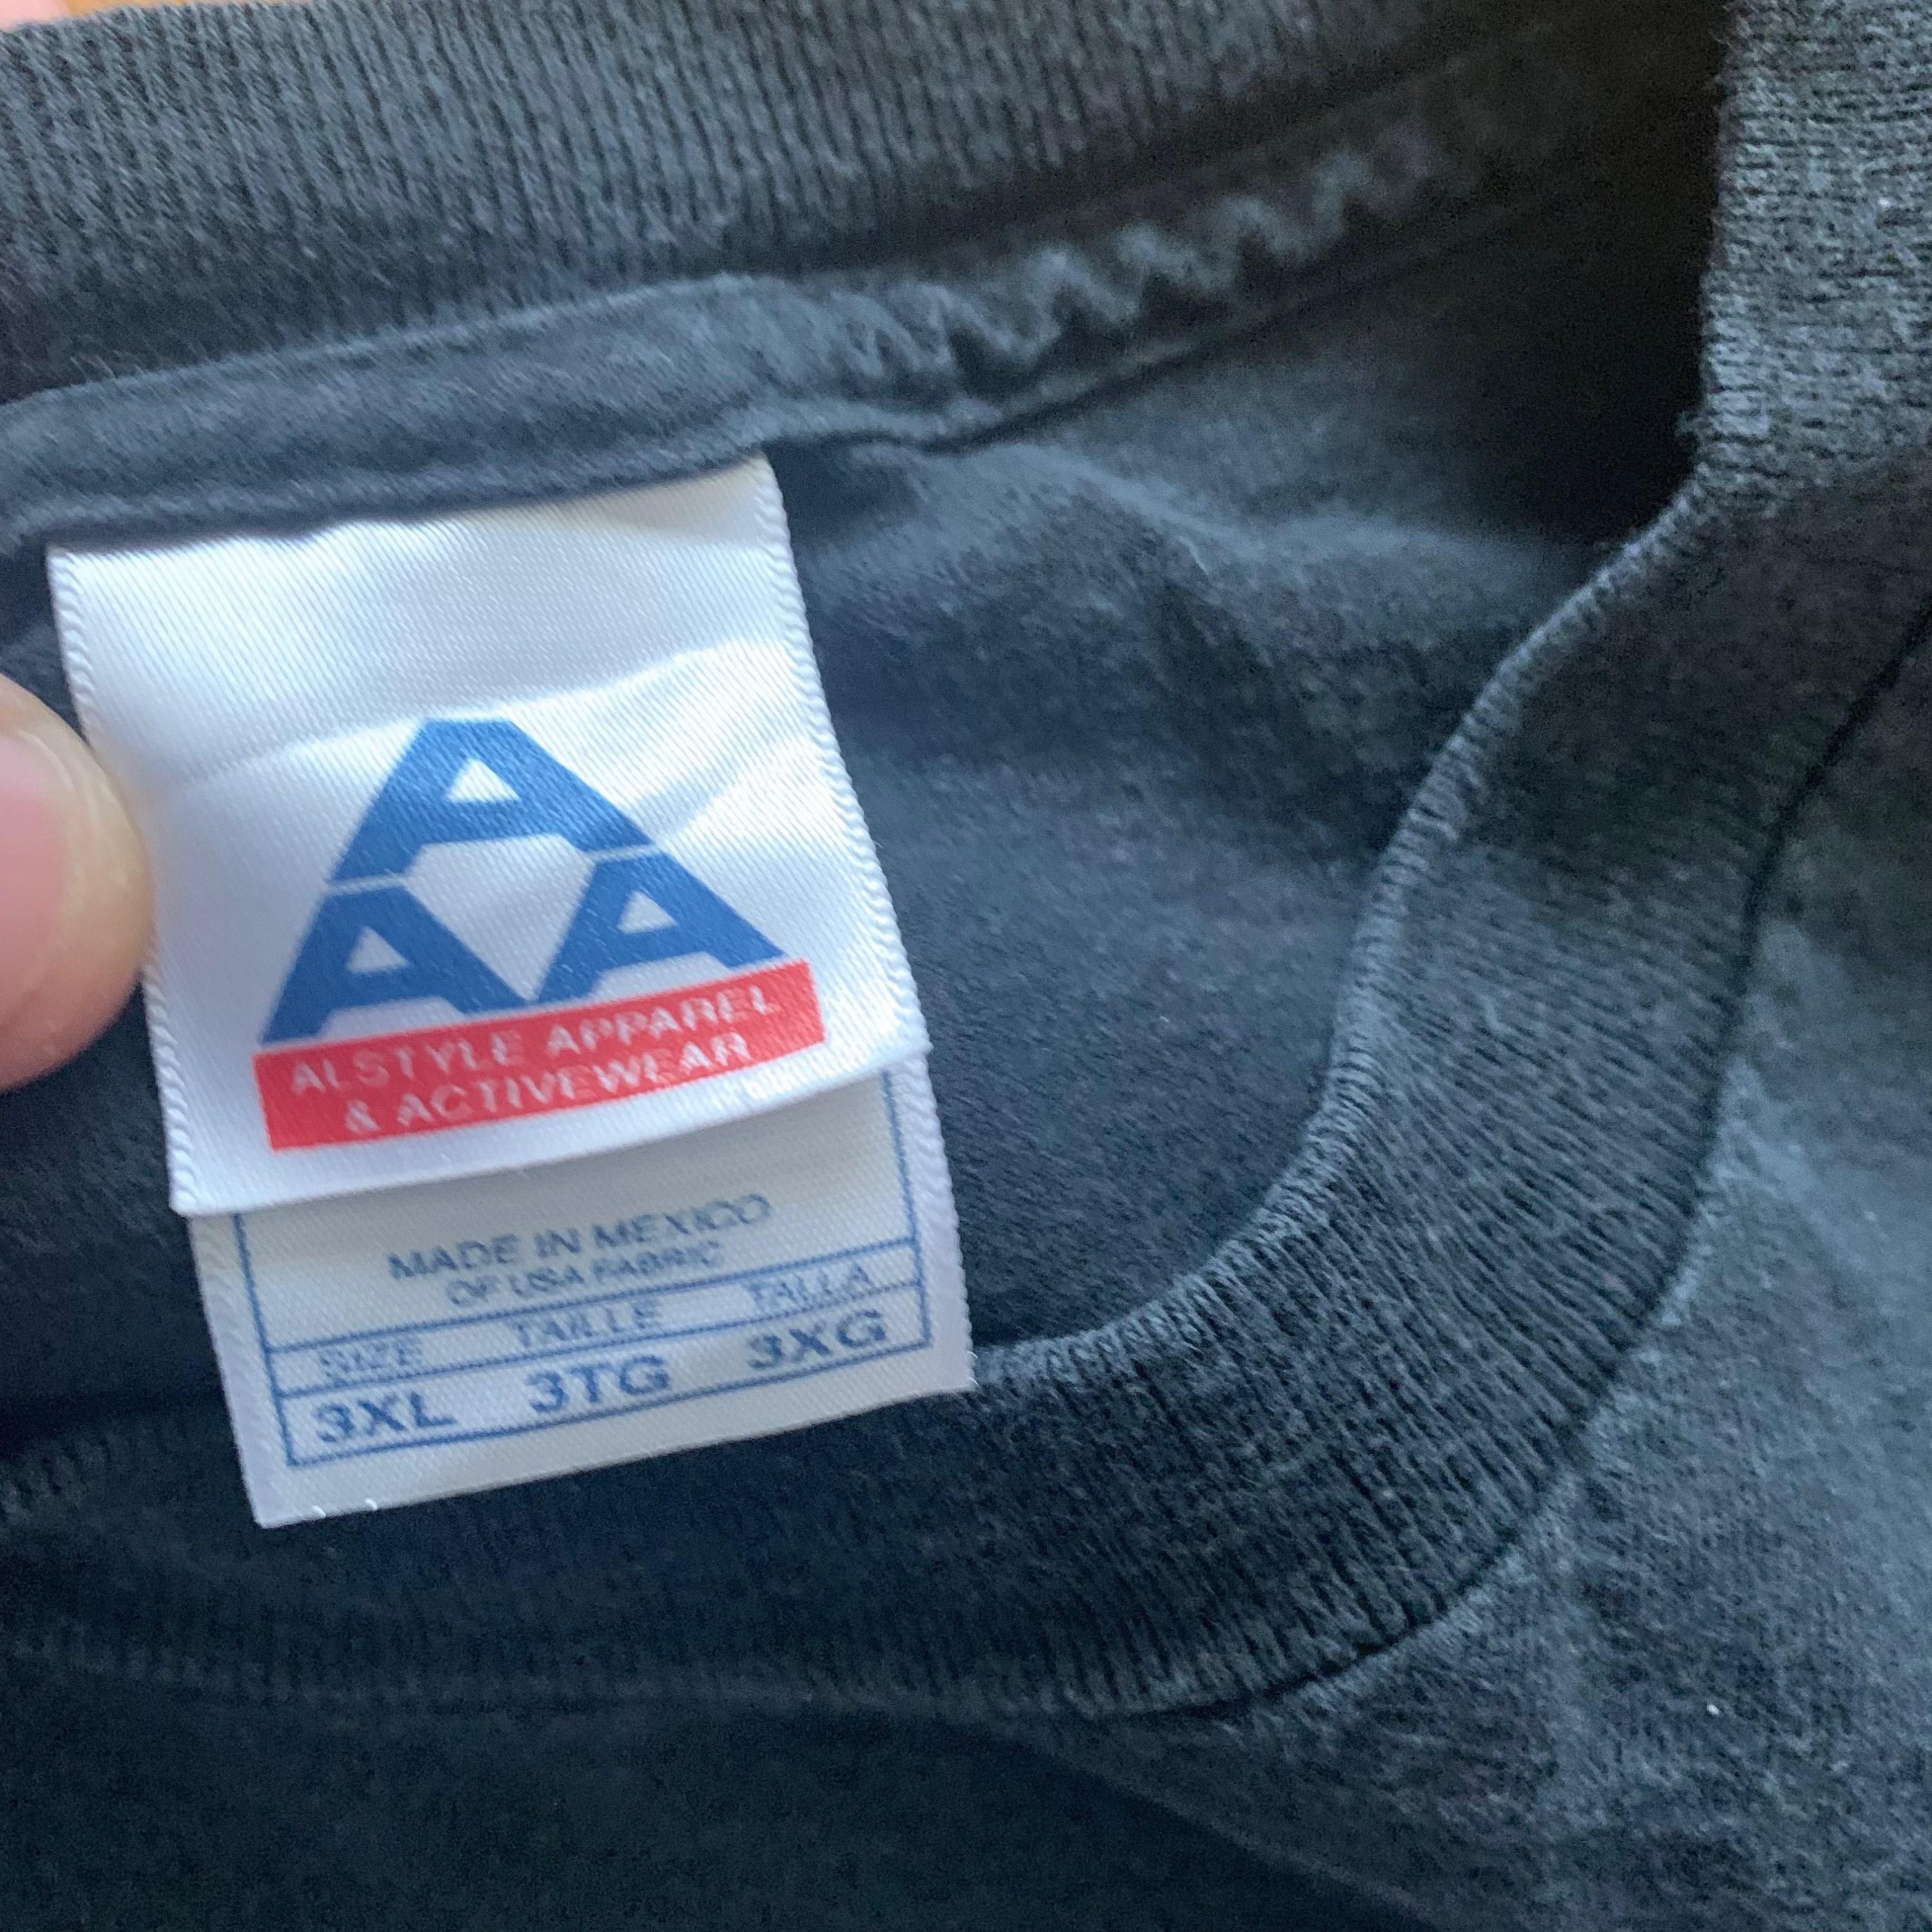 A
A A
ALSTYLE APPAREL
& ACTIVEWEAR
MADE IN MEXICO
OF USA FABRIC
SIZE TAILLE TALLA
3XL 3TG 3XG